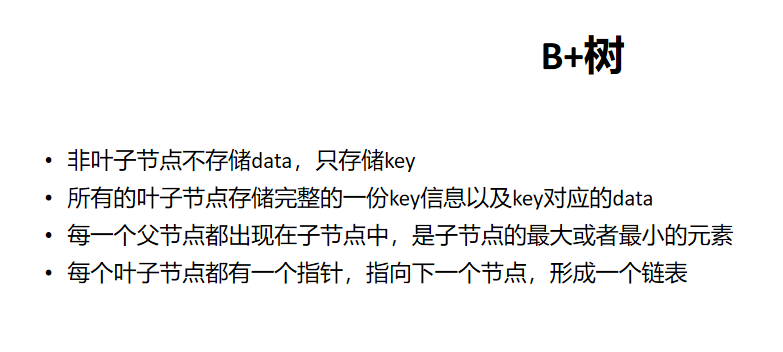 B+树
• 非叶子节点不存储data，只存储key
• 所有的叶子节点存储完整的一份key信息以及key对应的data
• 每一个父节点都出现在子节点中，是子节点的最大或者最小的元素
• 每个叶子节点都有一个指针，指向下一个节点，形成一个链表